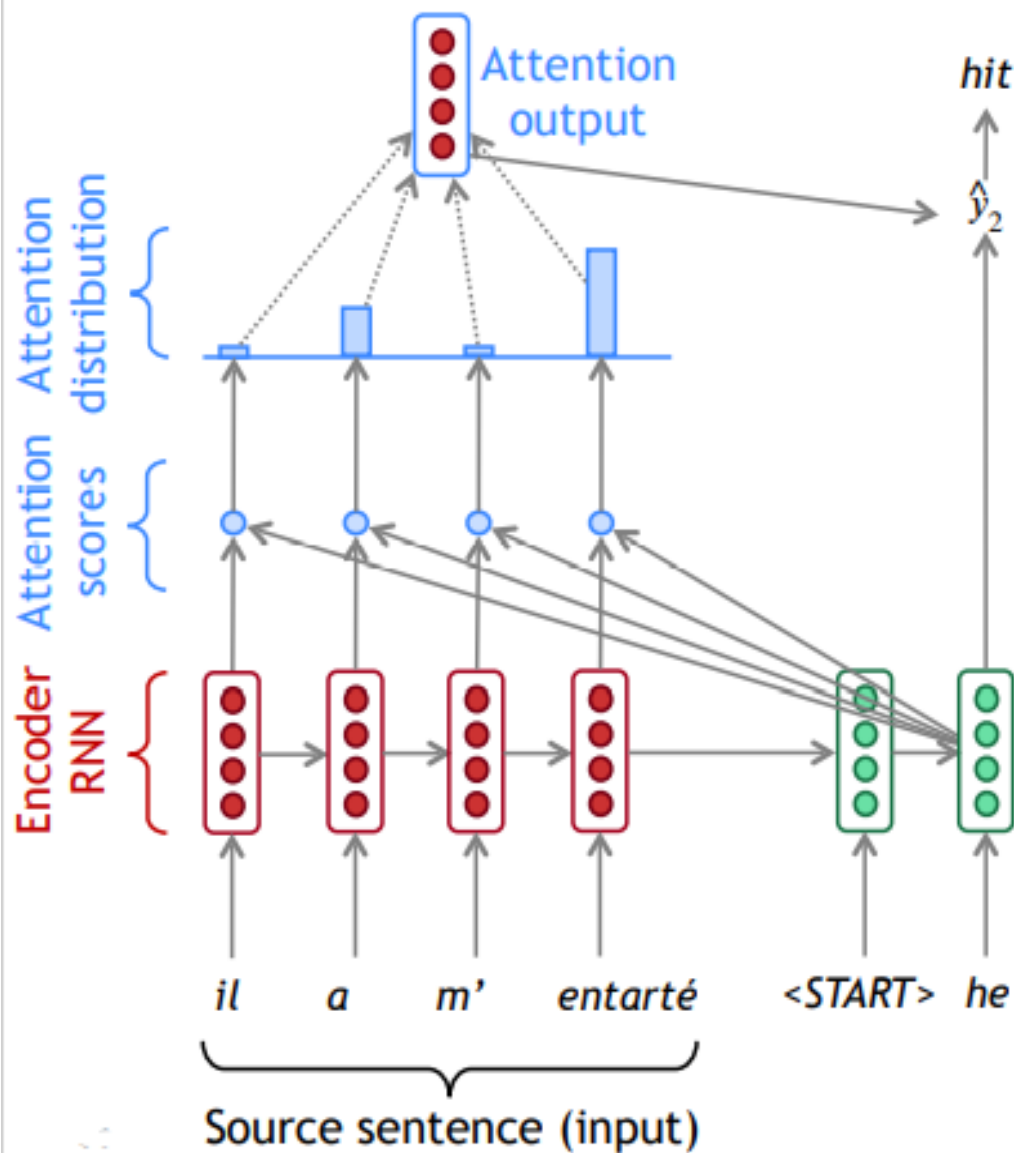 Attention
output
hit
ŷ2
Attention
distribution
Attention
scores
Encoder
RNN
il a m’ entarté <START> he
Source sentence (input)